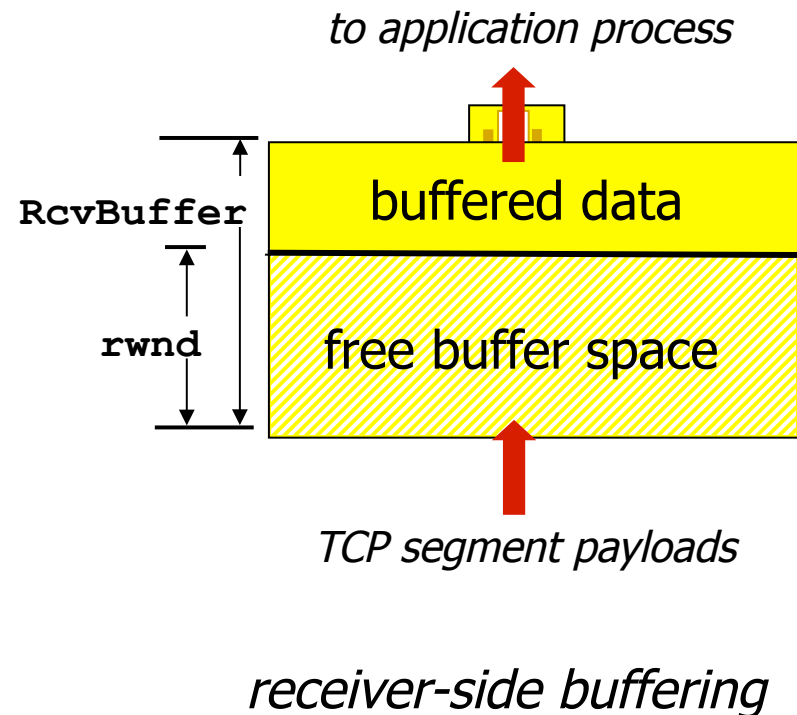 to application process
RcvBuffer
buffered data
rwnd
free buffer space
TCP segment payloads
receiver-side buffering